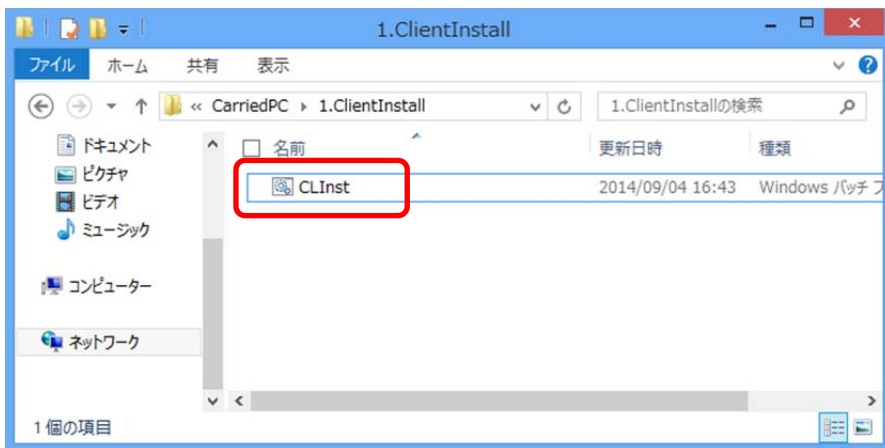 1.ClientInstall
ファイル ホーム 共有 表示
« CarriedPC 1.ClientInstall 1.ClientInstallの検索
ドキュメント
ピクチャ
ビデオ
ミュージック
コンピューター
ネットワーク
名前 更新日時 種類
CLInst 2014/09/04 16:43 Windows バッチ フ
1個の項目